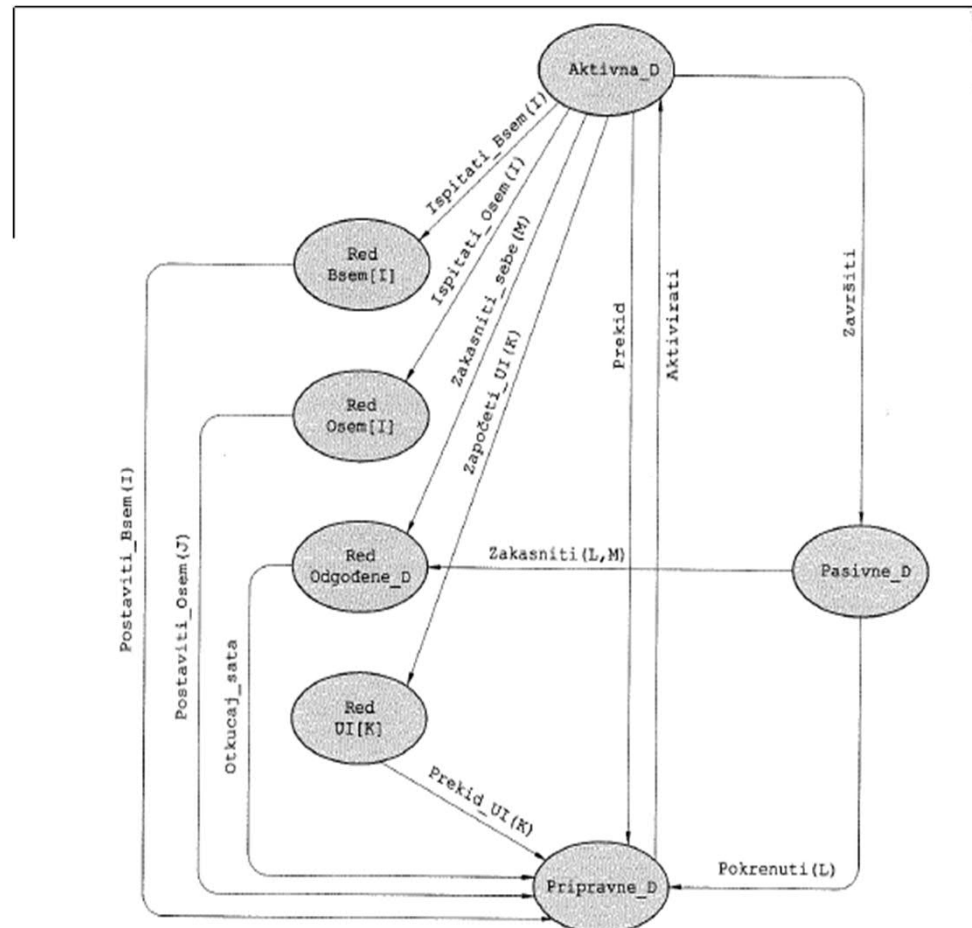 Aktivna_D
Ispitati_Bsem(I)
Ispitati_Osem(I)
Zakasniti_sebe(M)
Započeti_UI(K)
Prekid
Aktivirati
Završiti
Red
Bsem[I]
Red
Osem[I]
Red
Odgođene_D
Zakasniti(L,M)
Pasivne_D
Postaviti_Bsem(I)
Postaviti_Osem(J)
Otkucaj_sata
Red
UI[K]
Prekid_UI(K)
Pripravne_D
Pokrenuti(L)